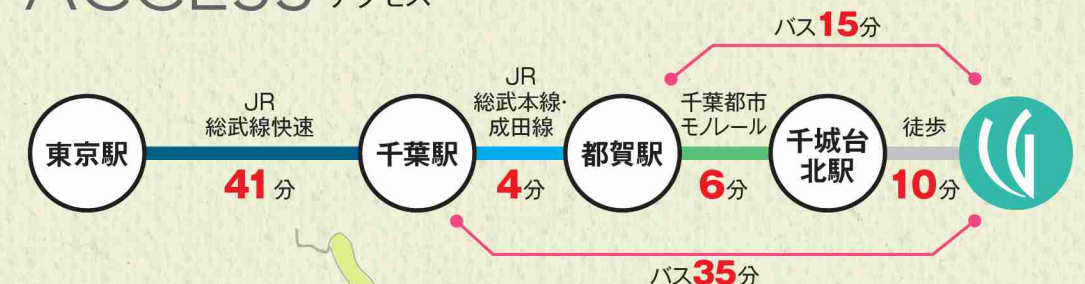 ACCESS アクセス
バス15分
JR
総武線快速
JR
総武本線・
成田線
千葉都市
モノレール
徒歩
東京駅
千葉駅
都賀駅
千城台
北駅
41分
4分
6分
10分
バス35分